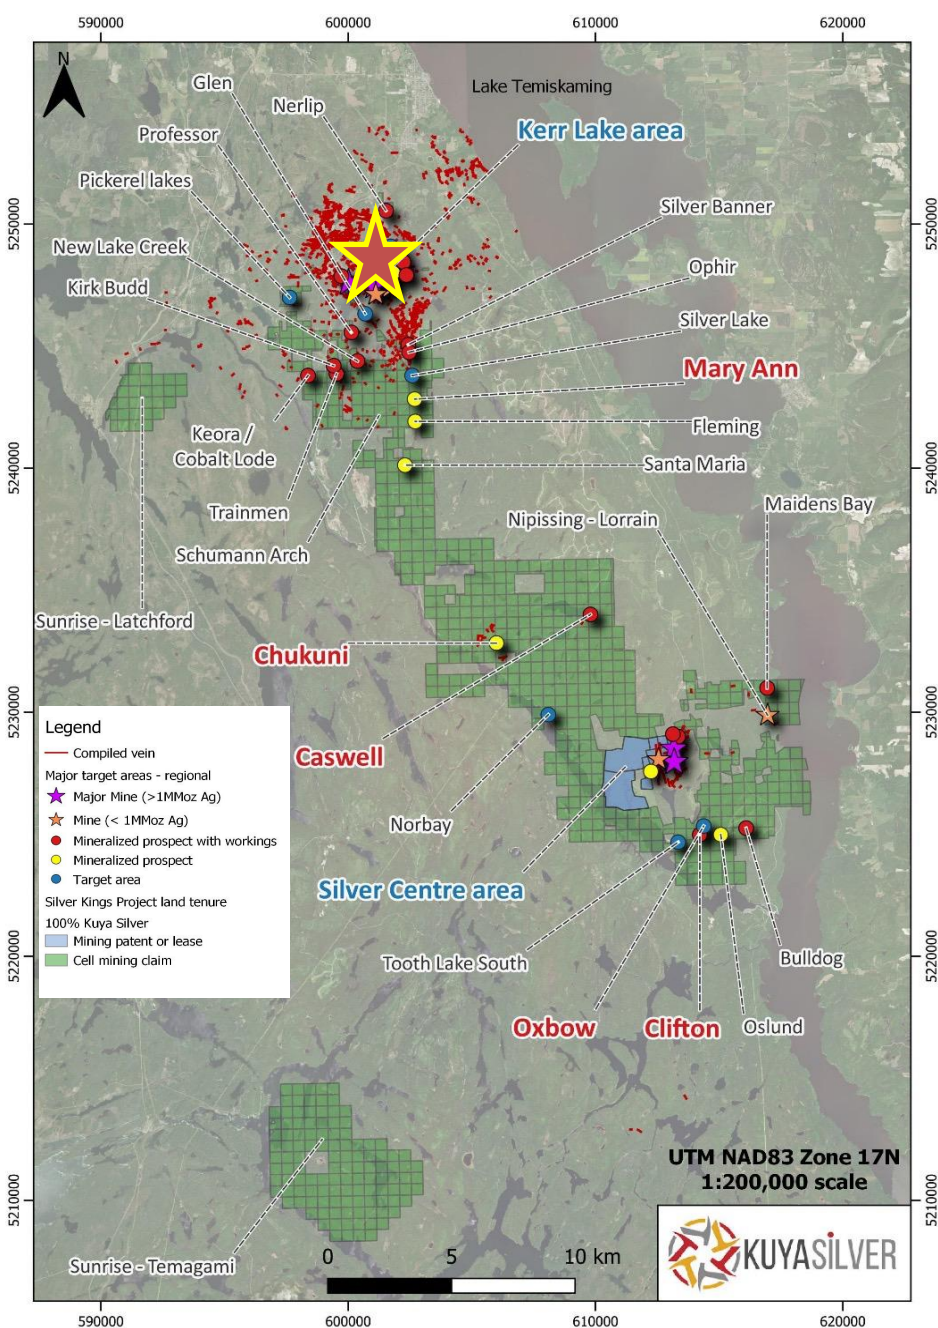 590000
600000
610000
620000
N
Glen
Nerlip
Lake Temiskaming
Professor
Kerr Lake area
Pickerel lakes
Silver Banner
5250000
5250000
New Lake Creek
Ophir
Kirk Budd
Silver Lake
Mary Ann
Keorа /
Cobalt Lode
Fleming
Santa Maria
5240000
5240000
Trainmen
Nipissing - Lorrain
Maidens Bay
Schumann Arch
Sunrise - Latchford
Chukuni
5230000
5230000
Caswell
Norbay
Silver Centre area
Legend
Compiled vein
Major target areas - regional
Major Mine (>1MMoz Ag)
Mine (< 1MMoz Ag)
Mineralized prospect with workings
Mineralized prospect
Target area
Silver Kings Project land tenure
100% Kuya Silver
Mining patent or lease
Cell mining claim
Tooth Lake South
Bulldog
5220000
5220000
Oxbow
Clifton
Oslund
UTM NAD83 Zone 17N
1:200,000 scale
5210000
5210000
Sunrise - Temagami
0 5 10 km
KUYASILVER
590000
600000
610000
620000